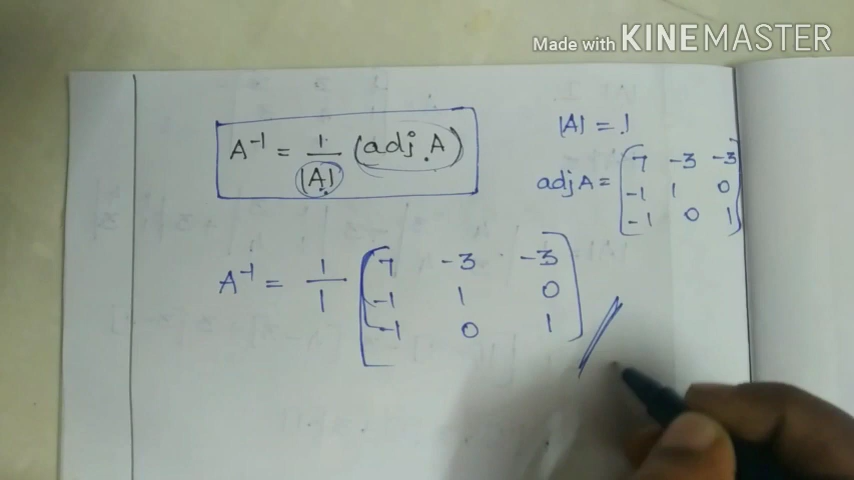 Made with KINEMASTER
A⁻¹ = 1/|A| (adj. A)
|A| = 1
adj A = [7 -3 -3
-1 1 0
-1 0 1]
A⁻¹ = 1/1 [7 -3 -3
-1 1 0
-1 0 1]